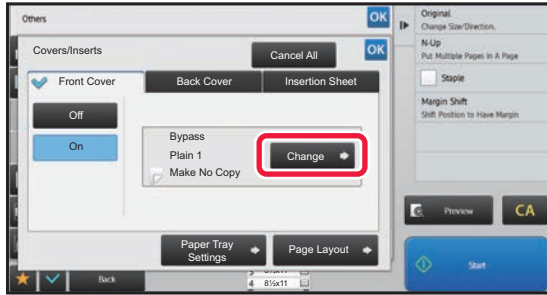 Others
OK
Covers/Inserts
Cancel All
OK
Front Cover
Back Cover
Insertion Sheet
Off
On
Bypass
Plain 1
Make No Copy
Change
Paper Tray
Settings
Page Layout
Back
4 8½x11
Original
Change Size/Direction.
N-Up
Put Multiple Pages in A Page
Staple
Margin Shift
Shift Position to Have Margin
Preview
CA
Start